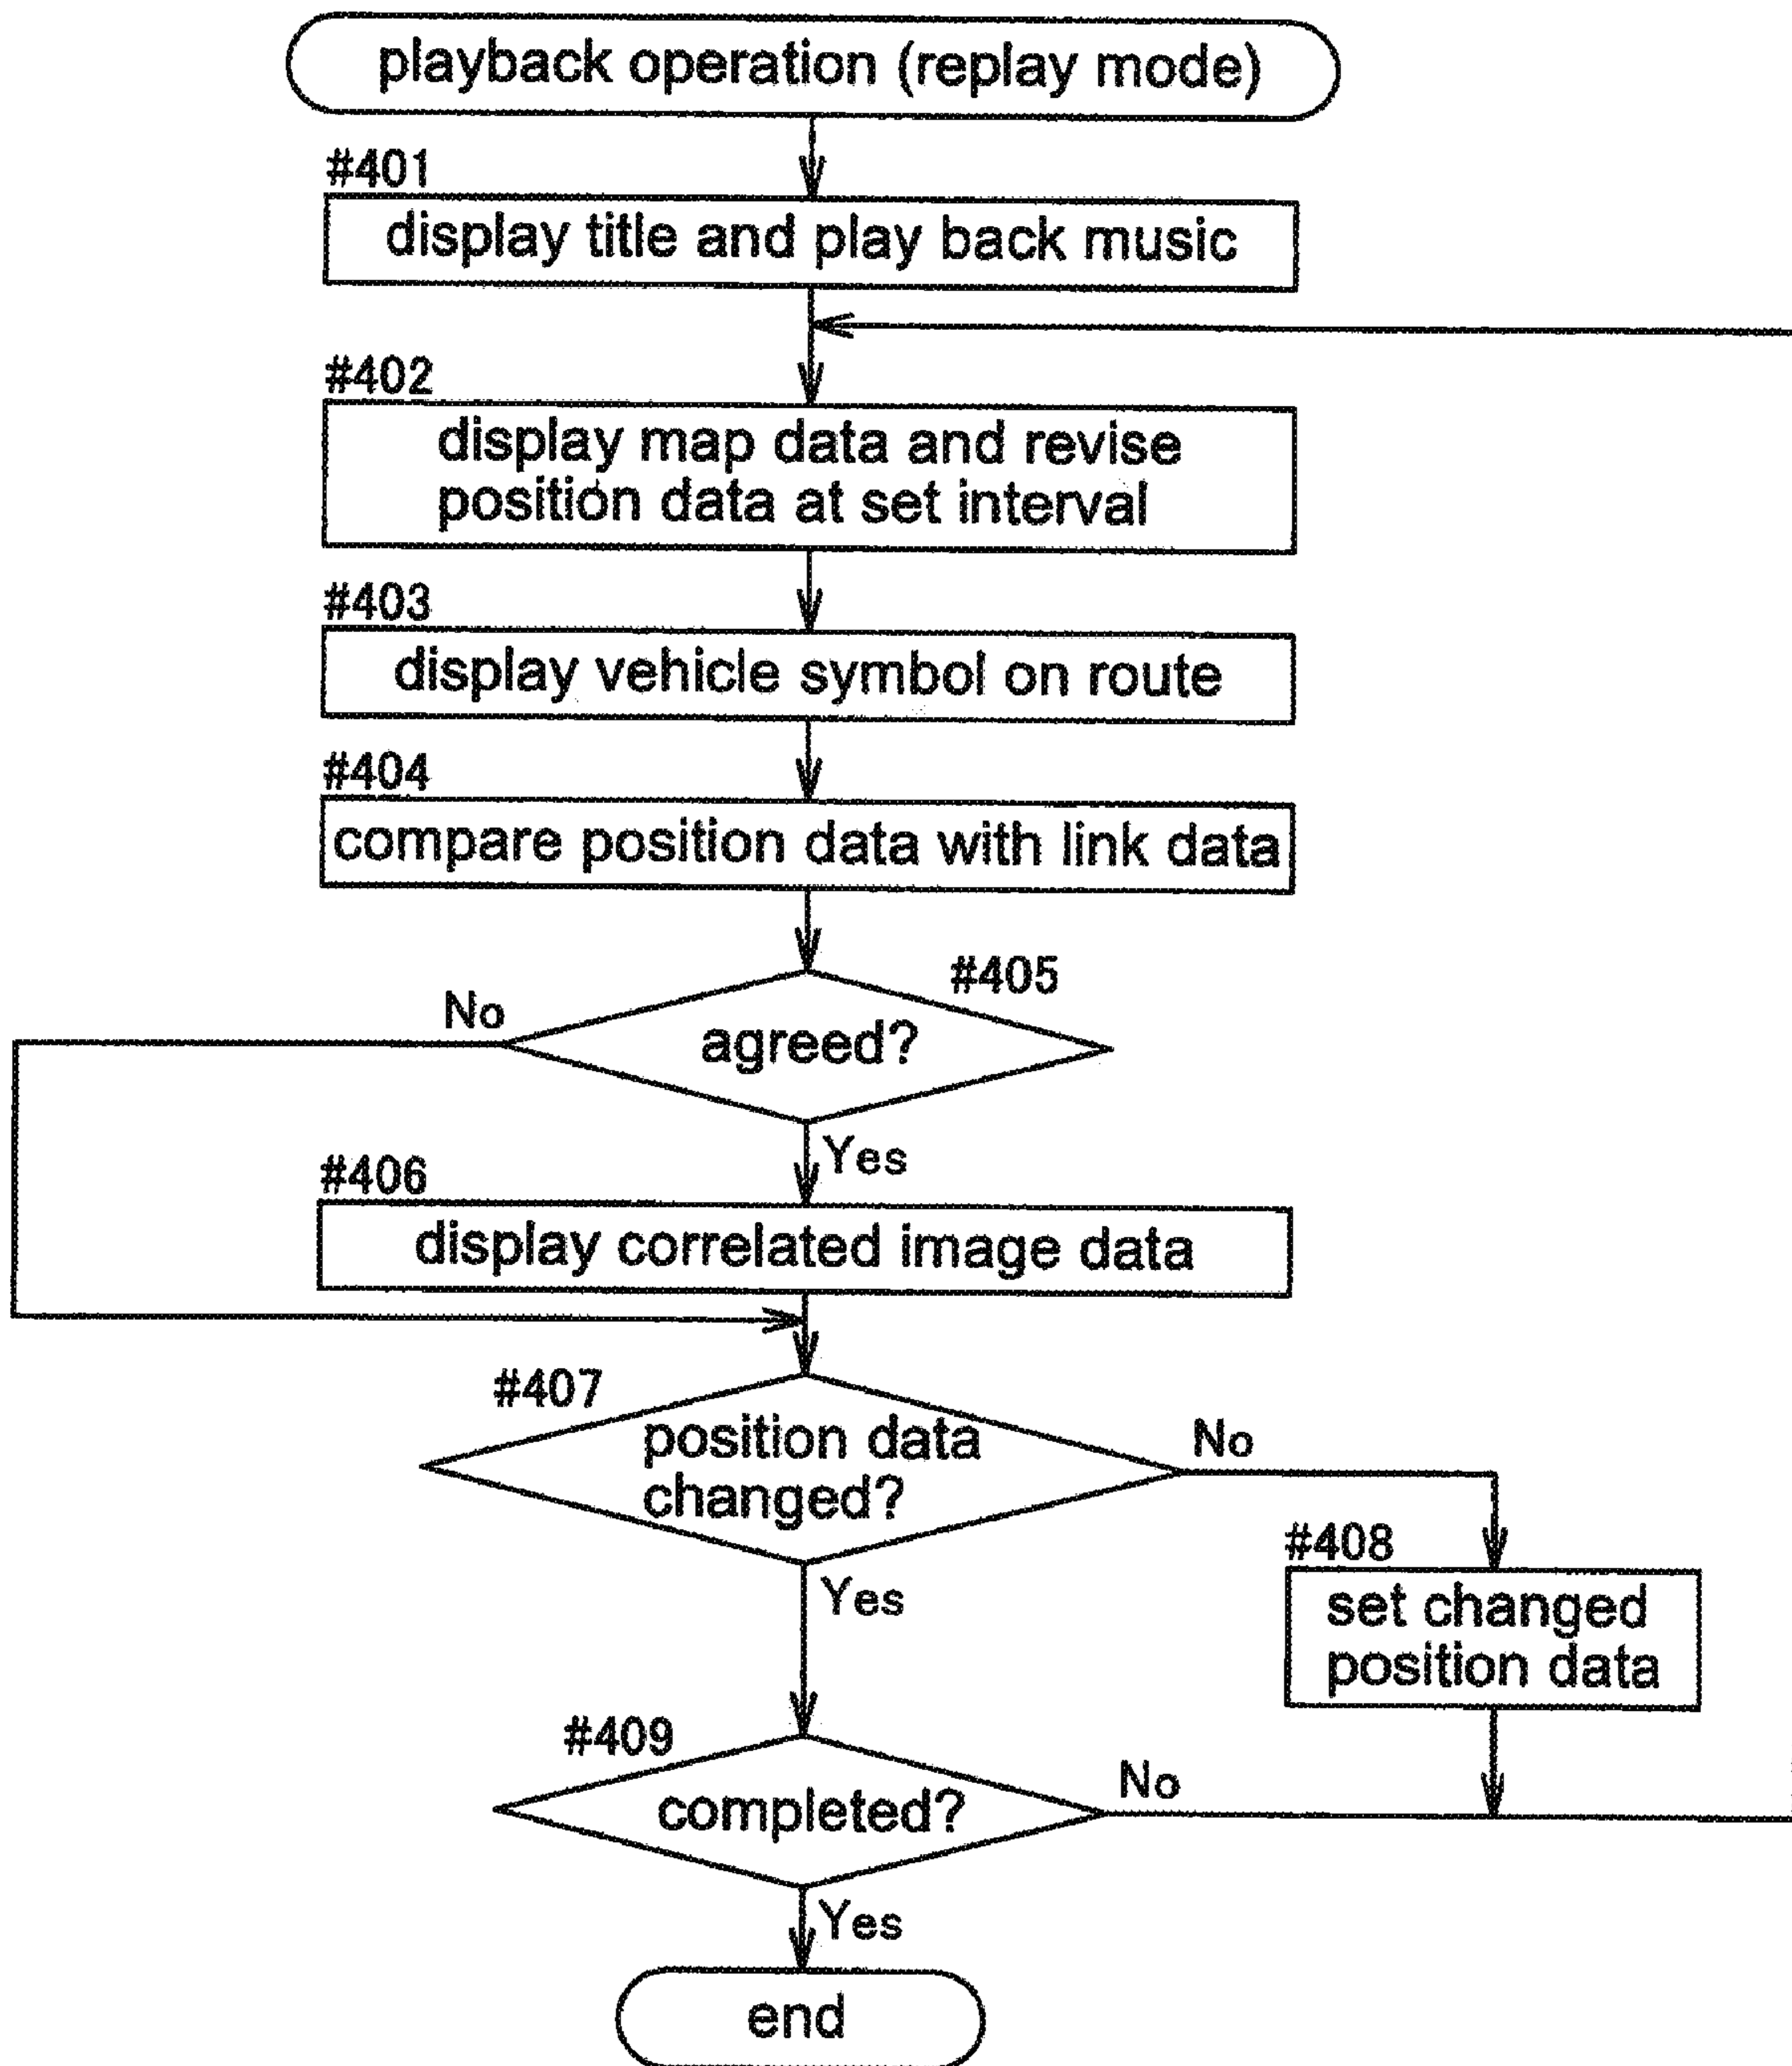 playback operation (replay mode)
#401
display title and play back music
#402
display map data and revise
position data at set interval
#403
display vehicle symbol on route
#404
compare position data with link data
#405
No
agreed?
Yes
#406
display correlated image data
#407
position data
changed?
No
#408
Yes
set changed
position data
#409
No
completed?
Yes
end